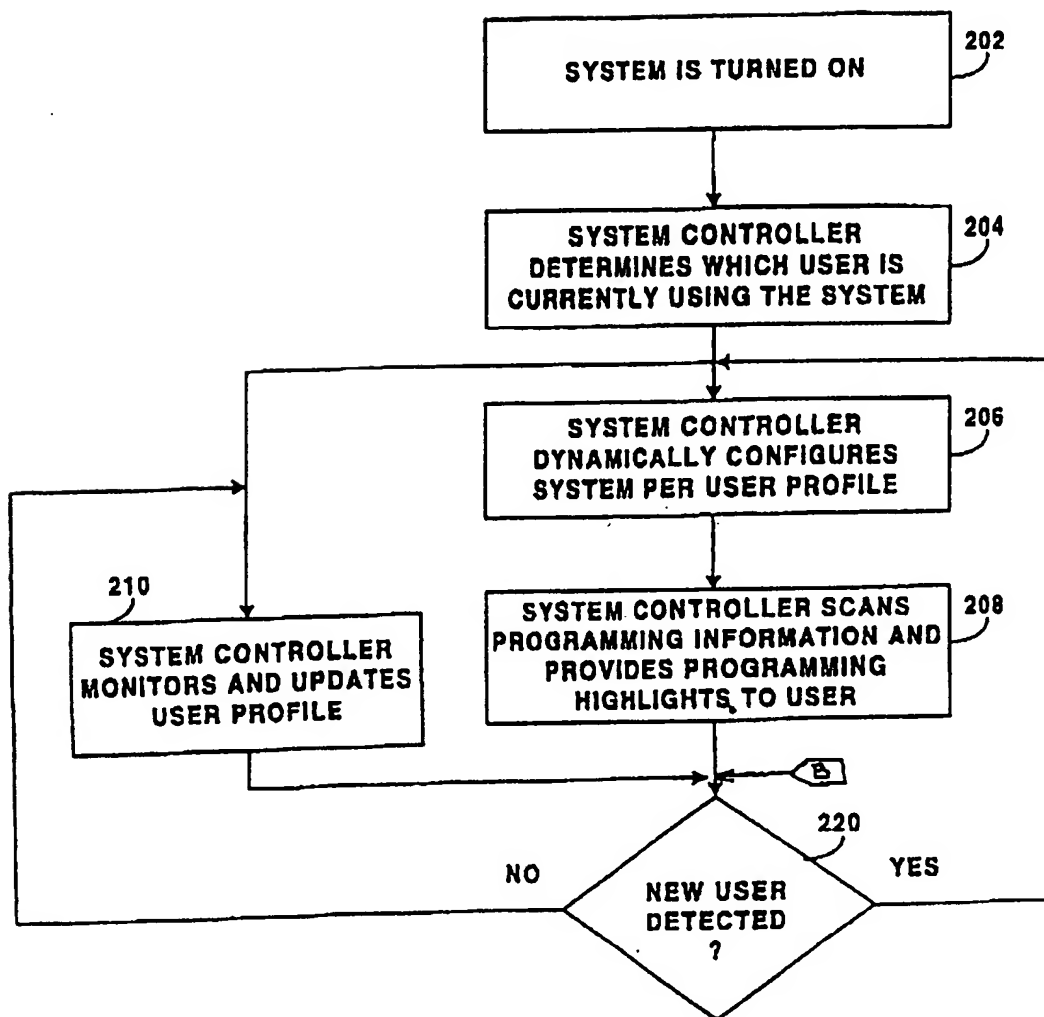 SYSTEM IS TURNED ON
202
SYSTEM CONTROLLER
DETERMINES WHICH USER IS
CURRENTLY USING THE SYSTEM
204
SYSTEM CONTROLLER
DYNAMICALLY CONFIGURES
SYSTEM PER USER PROFILE
206
210
SYSTEM CONTROLLER
MONITORS AND UPDATES
USER PROFILE
SYSTEM CONTROLLER SCANS
PROGRAMMING INFORMATION AND
PROVIDES PROGRAMMING
HIGHLIGHTS TO USER
208
B
220
NO
YES
NEW USER
DETECTED
?